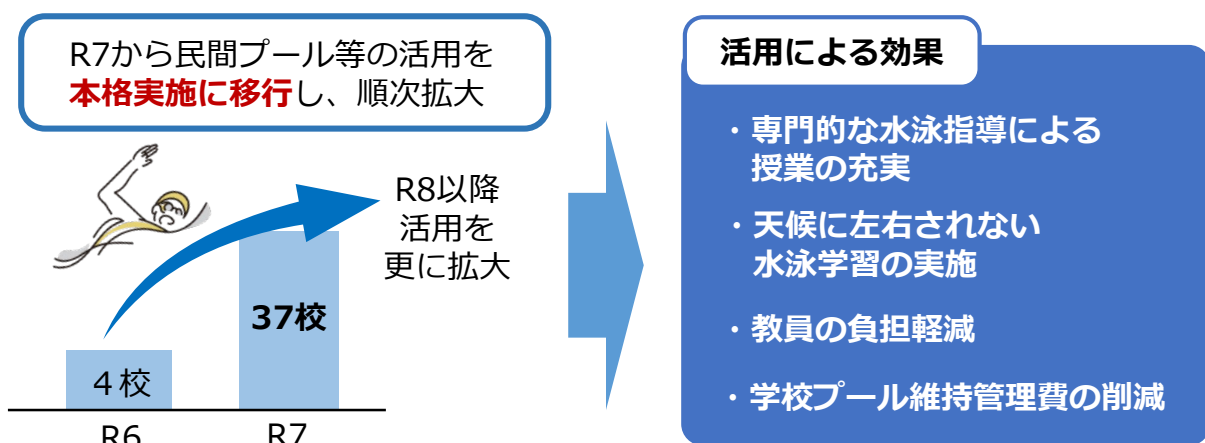 R7から民間プール等の活用を
本格実施に移行し、順次拡大
R8以降
活用を
更に拡大
37校
４校
R6
R7
活用による効果
・専門的な水泳指導による
授業の充実
・天候に左右されない
水泳学習の実施
・教員の負担軽減
・学校プール維持管理費の削減